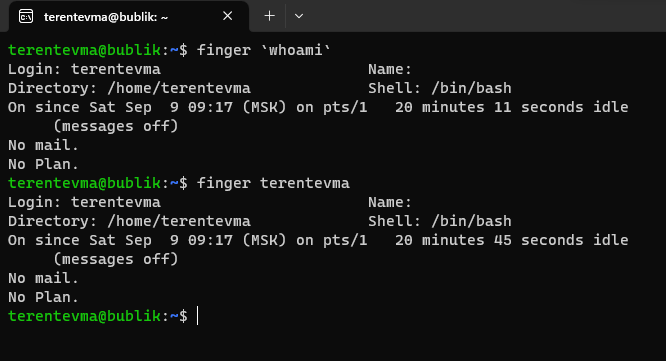 terentevma@bublik: ~
terentevma@bublik:~$ finger `whoami`
Login: terentevma                       Name:
Directory: /home/terentevma             Shell: /bin/bash
On since Sat Sep  9 09:17 (MSK) on pts/1   20 minutes 11 seconds idle
     (messages off)
No mail.
No Plan.
terentevma@bublik:~$ finger terentevma
Login: terentevma                       Name:
Directory: /home/terentevma             Shell: /bin/bash
On since Sat Sep  9 09:17 (MSK) on pts/1   20 minutes 45 seconds idle
     (messages off)
No mail.
No Plan.
terentevma@bublik:~$